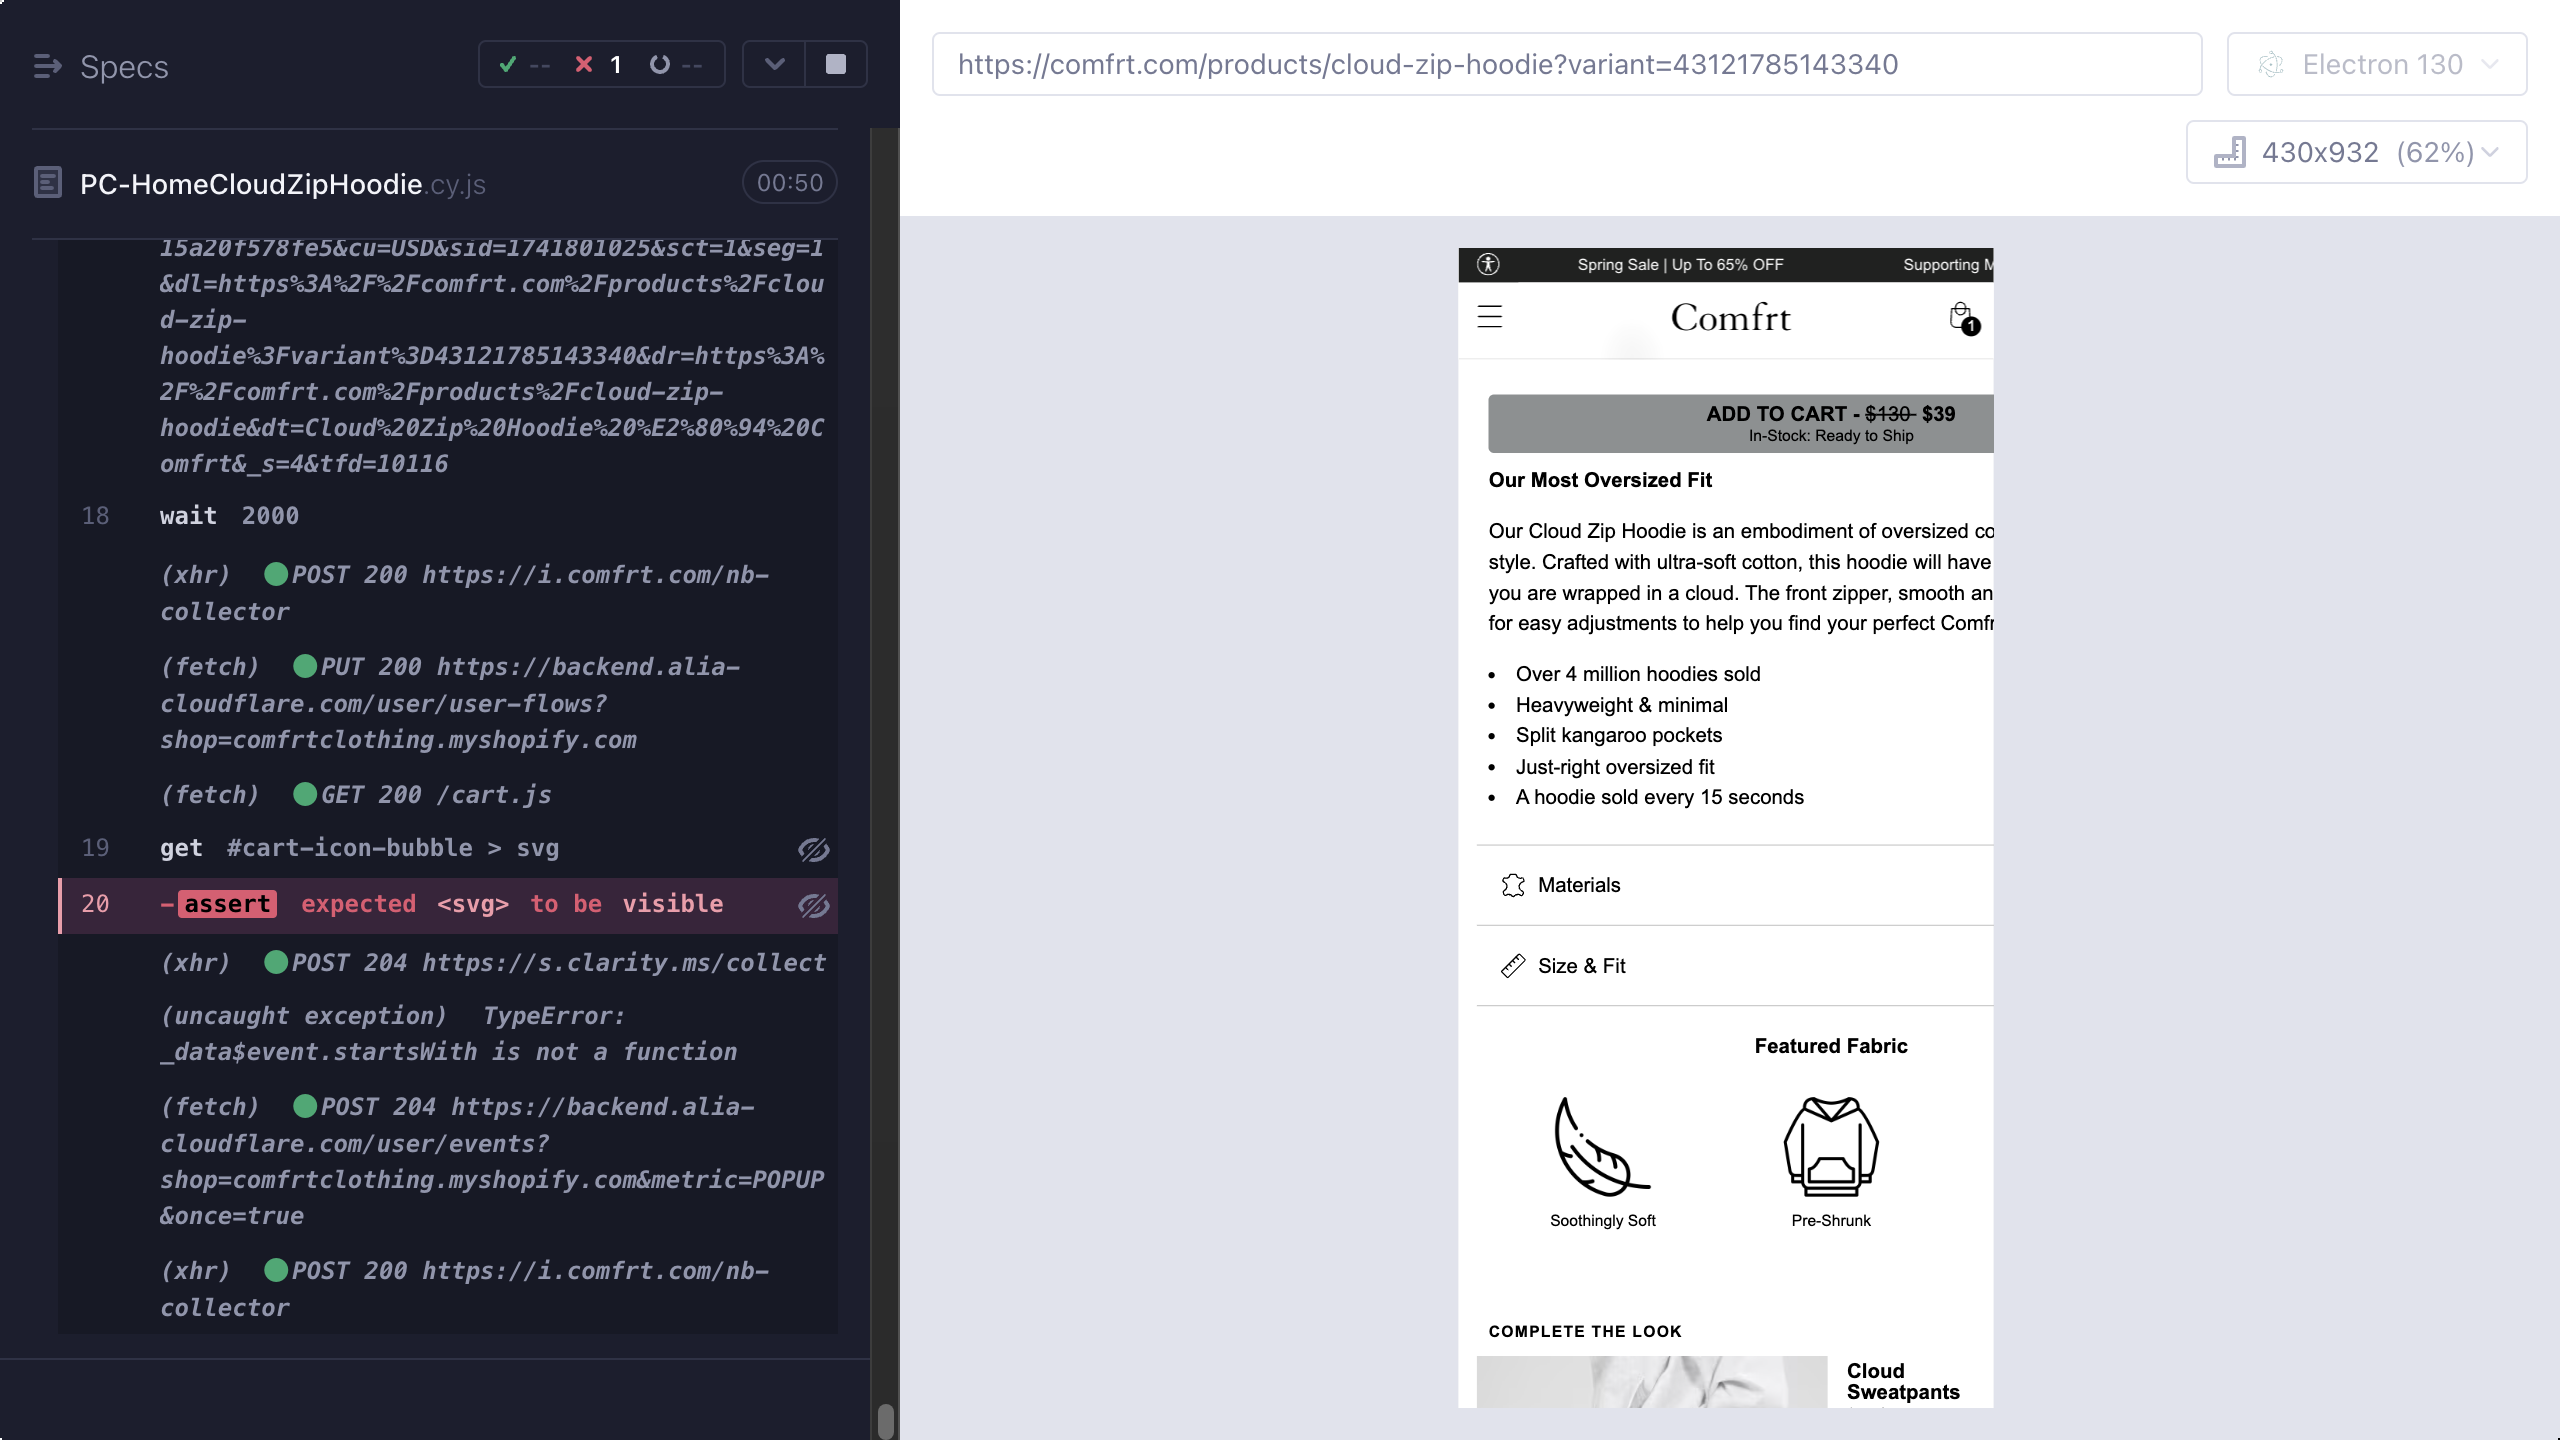 Specs
-- 1 --
PC-HomeCloudZipHoodie.cy.js
00:50
15a20f578fe5&cu=USD&sid=1741801025&sct=1&seg=1
&dl=https%3A%2F%2Fcomfrt.com%2Fproducts%2Fclou
d-zip-
hoodie%3Fvariant%3D43121785143340&dr=https%3A%
2F%2Fcomfrt.com%2Fproducts%2Fcloud-zip-
hoodie&dt=Cloud%20Zip%20Hoodie%20%E2%80%94%20C
omfrt&_s=4&tfd=10116
18 wait 2000
(xhr) POST 200 https://i.comfrt.com/nb-
collector
(fetch) PUT 200 https://backend.alia-
cloudflare.com/user/user-flows?
shop=comfrtclothing.myshopify.com
(fetch) GET 200 /cart.js
19 get #cart-icon-bubble > svg
20 -assert expected <svg> to be visible
(xhr) POST 204 https://s.clarity.ms/collect
(uncaught exception) TypeError:
_data$event.startsWith is not a function
(fetch) POST 204 https://backend.alia-
cloudflare.com/user/events?
shop=comfrtclothing.myshopify.com&metric=POPUP
&once=true
(xhr) POST 200 https://i.comfrt.com/nb-
collector
https://comfrt.com/products/cloud-zip-hoodie?variant=43121785143340
Electron 130
430x932 (62%)
Spring Sale | Up To 65% OFF
Supporting M
Comfrt
1
ADD TO CART - $130 $39
In-Stock: Ready to Ship
Our Most Oversized Fit
Our Cloud Zip Hoodie is an embodiment of oversized co
style. Crafted with ultra-soft cotton, this hoodie will have
you are wrapped in a cloud. The front zipper, smooth an
for easy adjustments to help you find your perfect Comfr
• Over 4 million hoodies sold
• Heavyweight & minimal
• Split kangaroo pockets
• Just-right oversized fit
• A hoodie sold every 15 seconds
Materials
Size & Fit
Featured Fabric
Soothingly Soft
Pre-Shrunk
COMPLETE THE LOOK
Cloud
Sweatpants